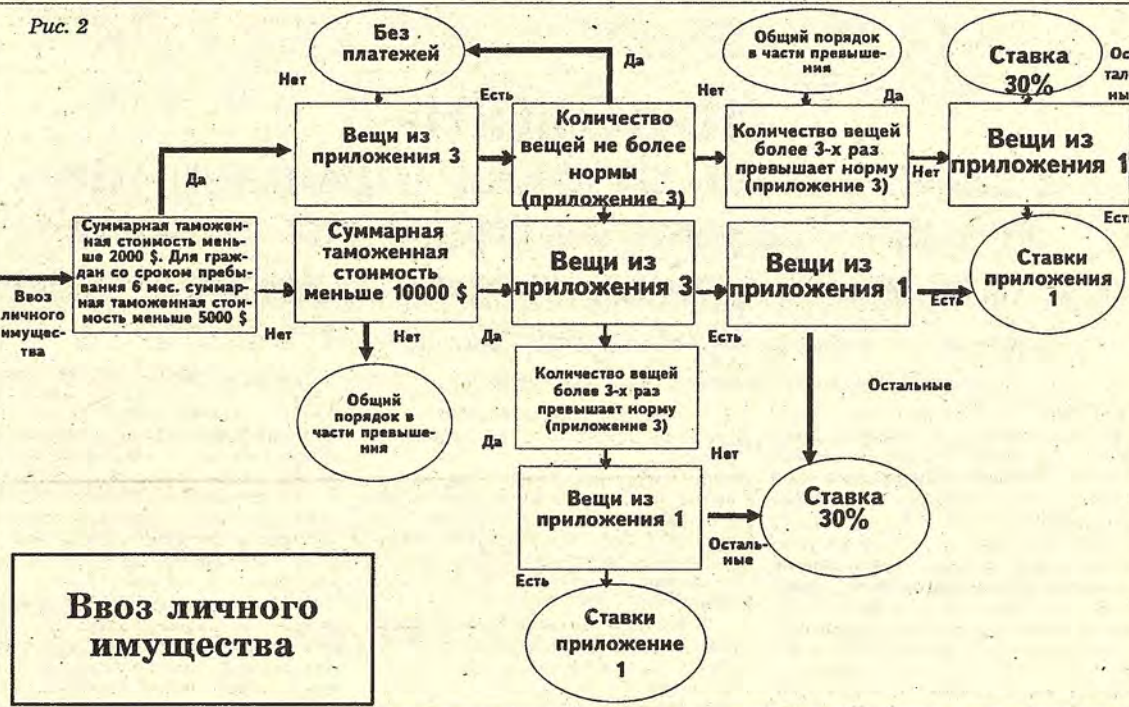 Рис. 2
Без
платежей
Да
Общий порядок
в части превыше-
ния
Ставка
30%
Ос
тал
ны
Нет
Вещи из
приложения 3
Есть
Количество
вещей не более
нормы
(приложение 3)
Нет
Да
Количество вещей
более 3-х раз
превышает норму
(приложение 3)
Нет
Вещи из
приложения 1
Да
Суммарная таможен-
ная стоимость мень-
ше 2000 $. Для граж-
дан со сроком пребы-
вания 6 мес. суммар-
ная таможенная стои-
мость меньше 5000 $
Ввоз
личного
имущес-
тва
Нет
Суммарная
таможенная
стоимость
меньше 10000 $
Нет
Да
Вещи из
приложения 3
Есть
Вещи из
приложения 1
Есть
Есть
Ставки
приложения
1
Общий
порядок в
части превыше-
ния
Количество вещей
более 3-х раз
превышает норму
(приложение 3)
Остальные
Да
Нет
Вещи из
приложения 1
Осталь-
ные
Ставка
30%
Есть
Ставки
приложение
1
Ввоз личного
имущества